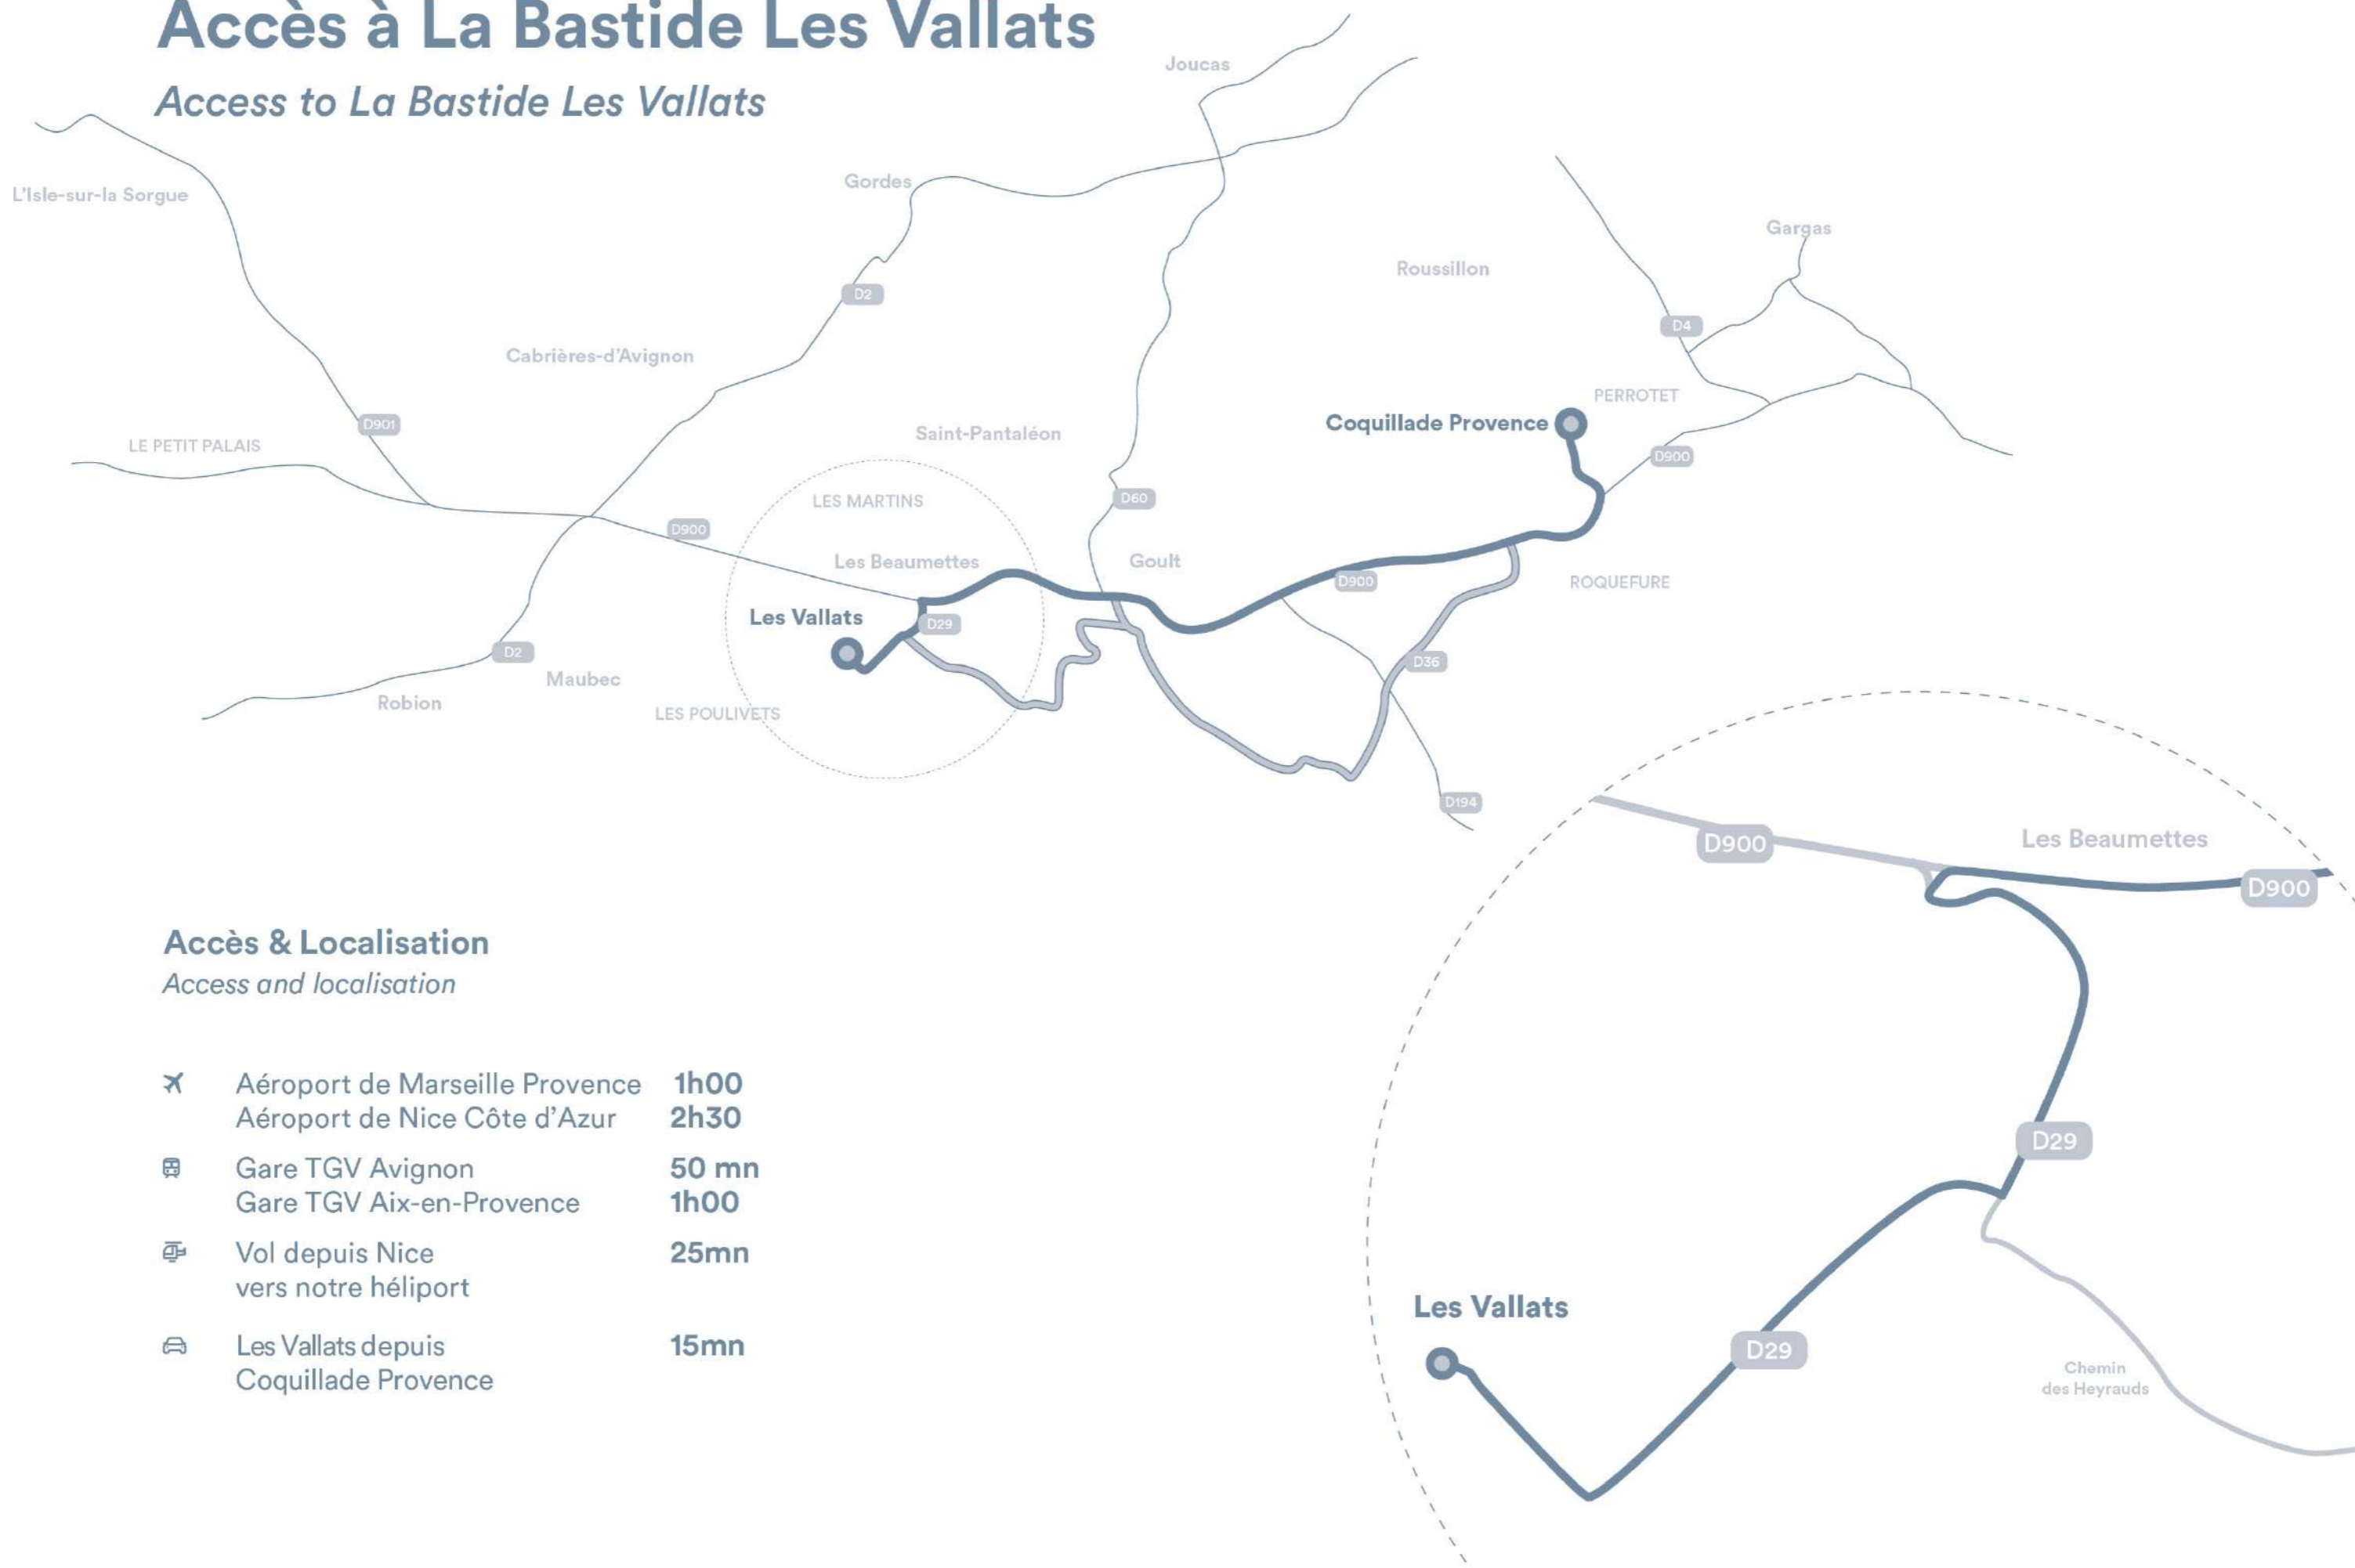 Accès à La Bastide Les Vallats
Access to La Bastide Les Vallats
Joucas
L'Isle-sur-la Sorgue
Gordes
Gargas
Roussillon
D2
D4
Cabrières-d'Avignon
PERROTET
D901
Coquillade Provence
Saint-Pantaléon
LE PETIT PALAIS
D900
LES MARTINS
D60
D900
Les Beaumettes
Goult
D900
ROQUEFURE
Les Vallats
D29
D2
D36
Maubec
Robion
LES POULIVETS
D194
D900
Les Beaumettes
D900
D29
Les Vallats
D29
Chemin
des Heyrauds
Accès & Localisation
Access and localisation
Aéroport de Marseille Provence 1h00
Aéroport de Nice Côte d'Azur 2h30
Gare TGV Avignon 50 mn
Gare TGV Aix-en-Provence 1h00
Vol depuis Nice 25mn
vers notre héliport
Les Vallats depuis 15mn
Coquillade Provence